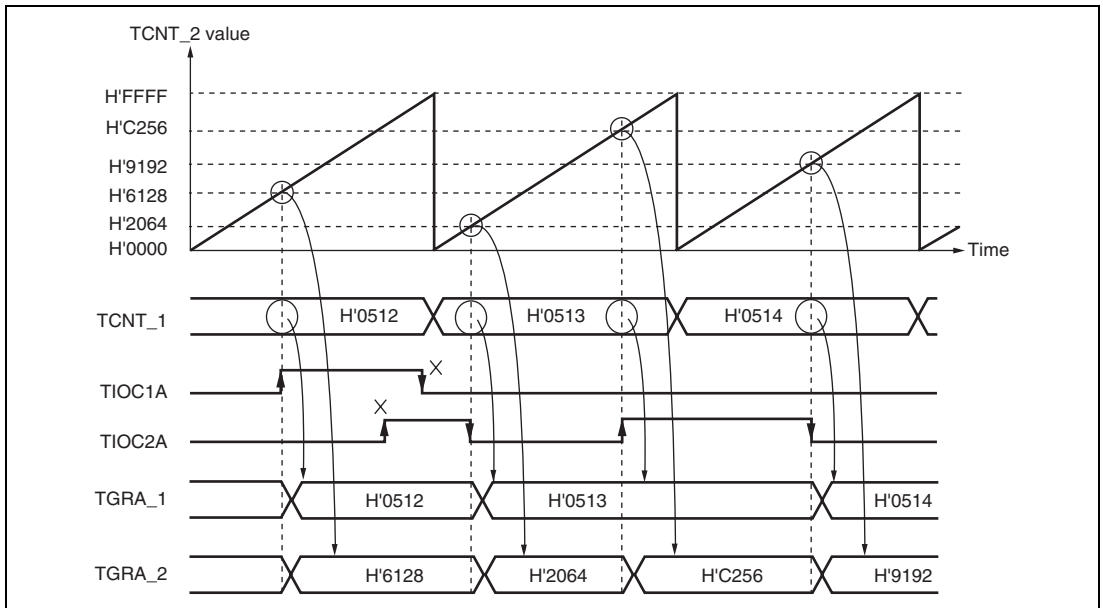 TCNT_2 value
H'FFFF
H'C256
H'9192
H'6128
H'2064
H'0000
Time
TCNT_1 H'0512 H'0513 H'0514
TIOC1A
TIOC2A
TGRA_1 H'0512 H'0513 H'0514
TGRA_2 H'6128 H'2064 H'C256 H'9192